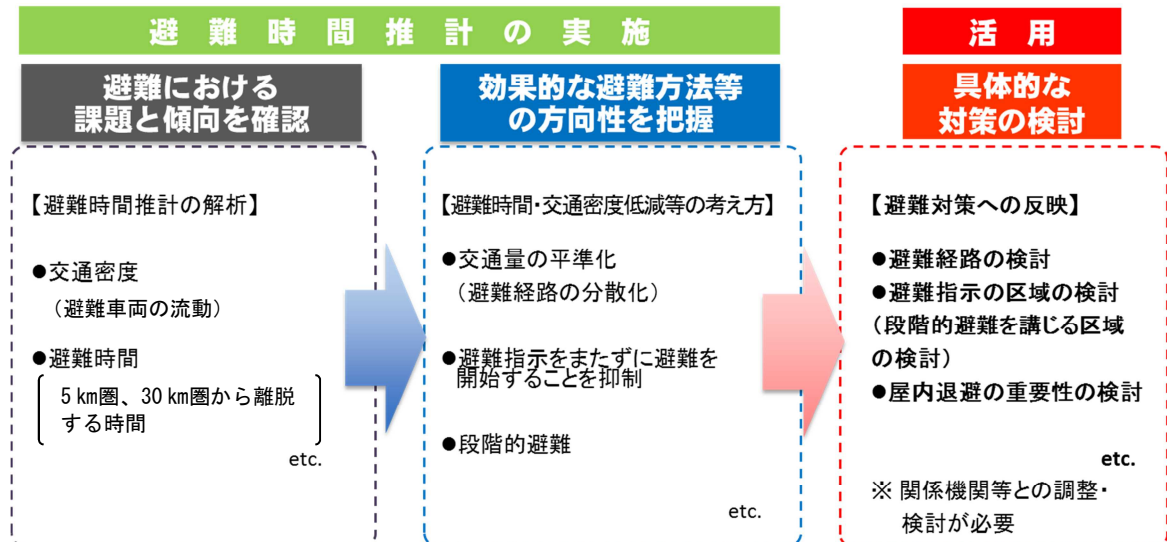 避難時間推計の実施
避難における
課題と傾向を確認
【避難時間推計の解析】
●交通密度
（避難車両の流動）
●避難時間
5㎞圏、30㎞圏から離脱
する時間
etc.
効果的な避難方法等
の方向性を把握
【避難時間・交通密度低減等の考え方】
●交通量の平準化
（避難経路の分散化）
●避難指示をまたずに避難を
開始することを抑制
●段階的避難
etc.
活用
具体的な
対策の検討
【避難対策への反映】
●避難経路の検討
●避難指示の区域の検討
（段階的避難を講じる区域
の検討）
●屋内退避の重要性の検討
etc.
※ 関係機関等との調整・
検討が必要